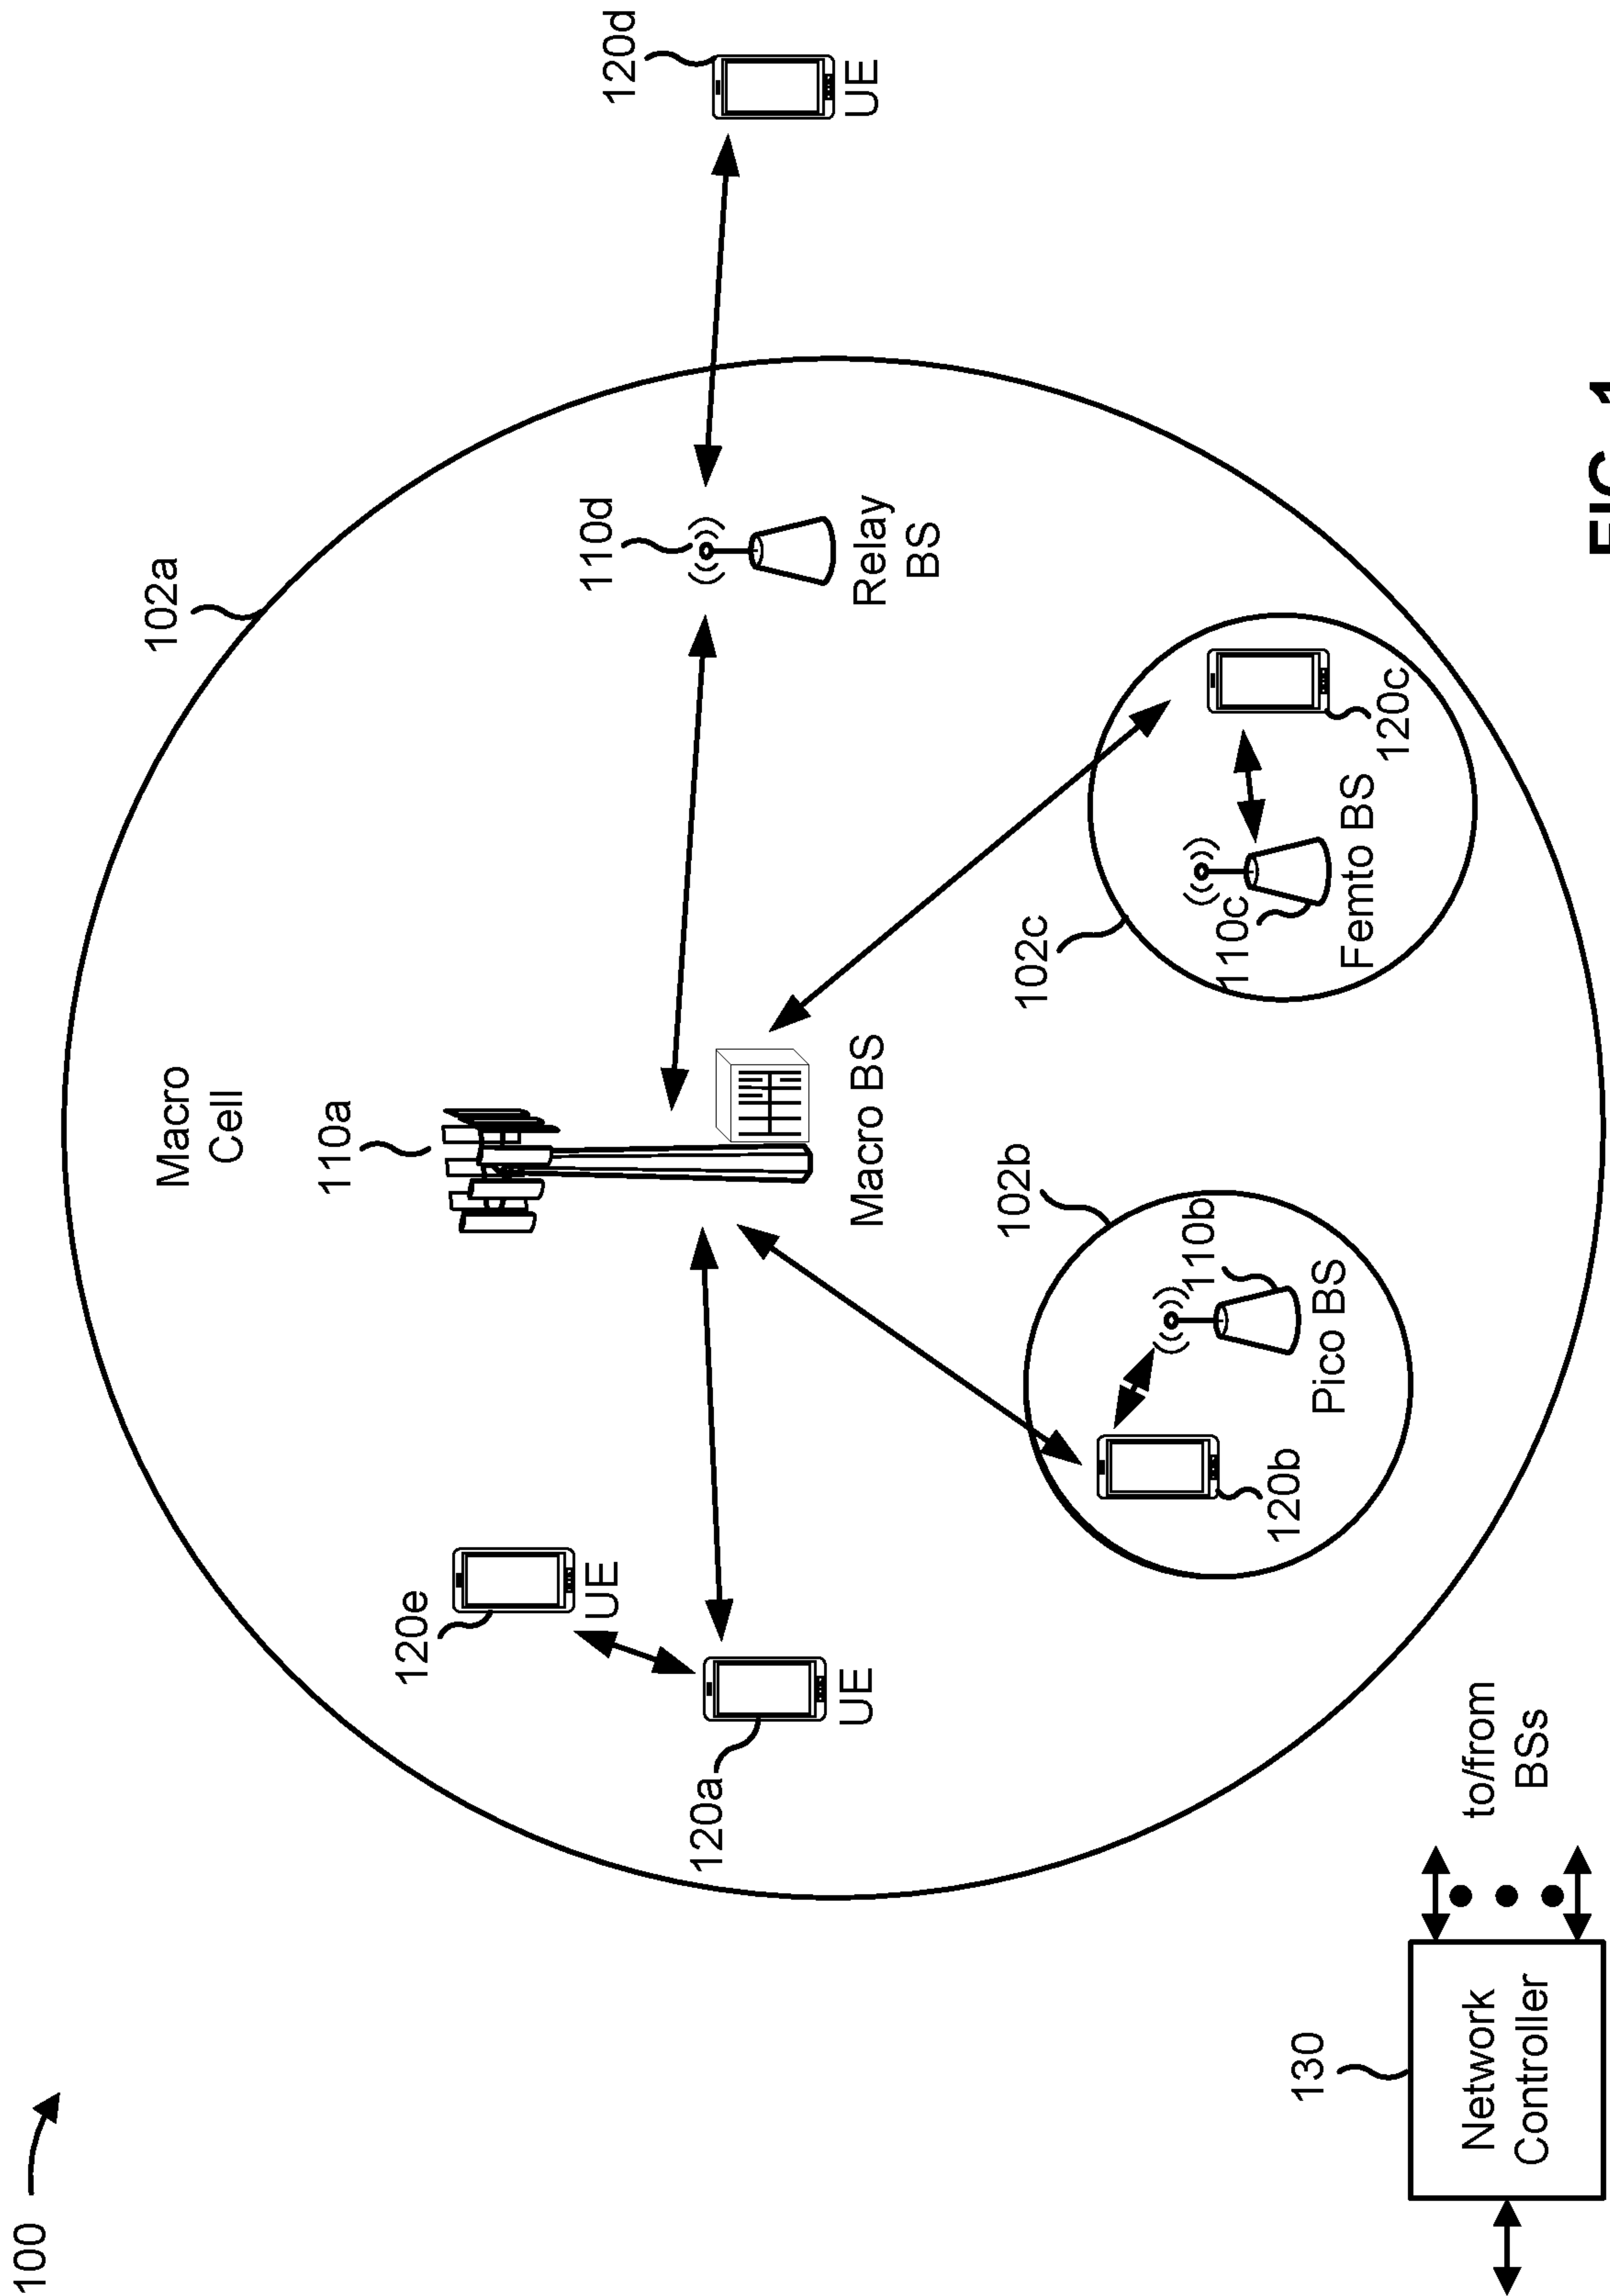 100
Macro
Cell
102a
110a
120e
UE
110d
120d
120a
UE
Macro BS
Relay
BS
UE
102b
102c
110b
110c
120b
Pico BS
Femto BS
120c
130
Network
Controller
to/from
BSs
FIG. 1